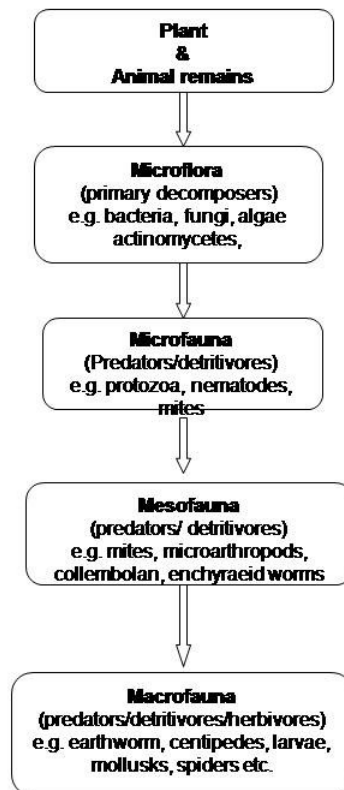 Plant
&
Animal remains
Microflora
(primary decomposers)
e.g. bacteria, fungi, algae
actinomycetes,
Microfauna
(Predators/detritivores)
e.g. protozoa, nematodes,
mites
Mesofauna
(predators/ detritivores)
e.g. mites, microarthropods,
collembolan, enchyraeid worms
Macrofauna
(predators/detritivores/herbivores)
e.g. earthworm, centipedes, larvae,
mollusks, spiders etc.